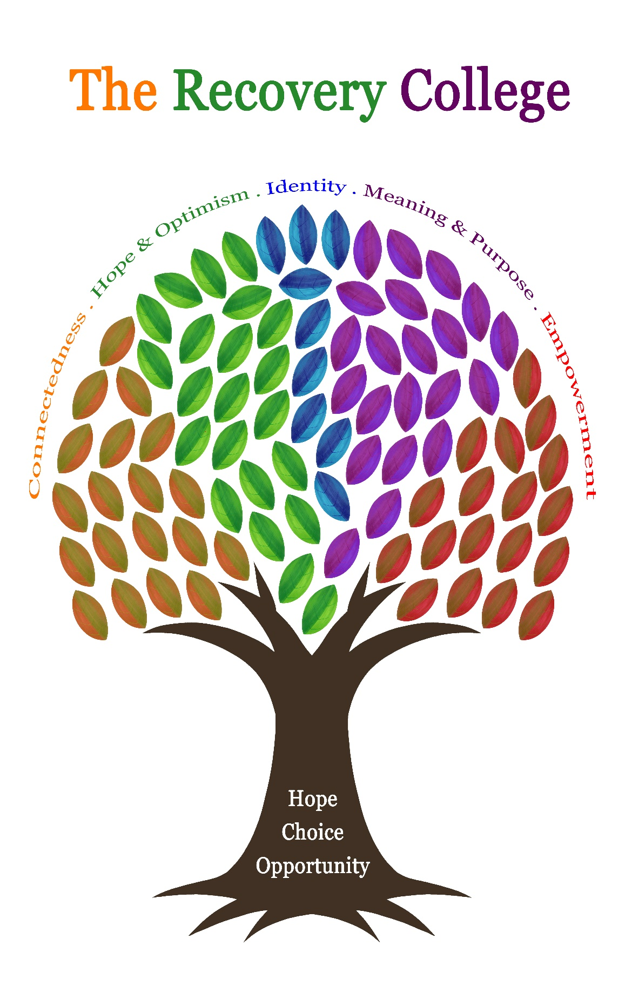 The Recovery College
Connectedness . Hope & Optimism . Identity . Meaning & Purpose . Empowerment
Hope
Choice
Opportunity